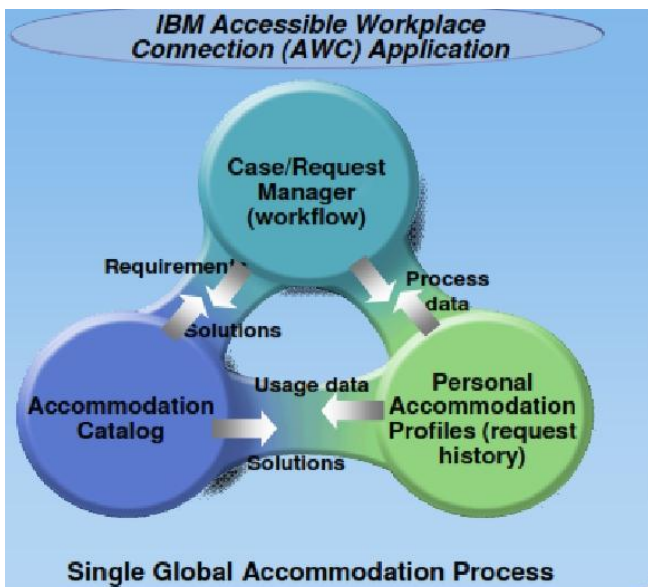 IBM Accessible Workplace
Connection (AWC) Application
Case/Request
Manager
(workflow)
Requirements
Process
data
Solutions
Usage data
Accommodation
Catalog
Personal
Accommodation
Profiles (request
history)
Solutions
Single Global Accommodation Process